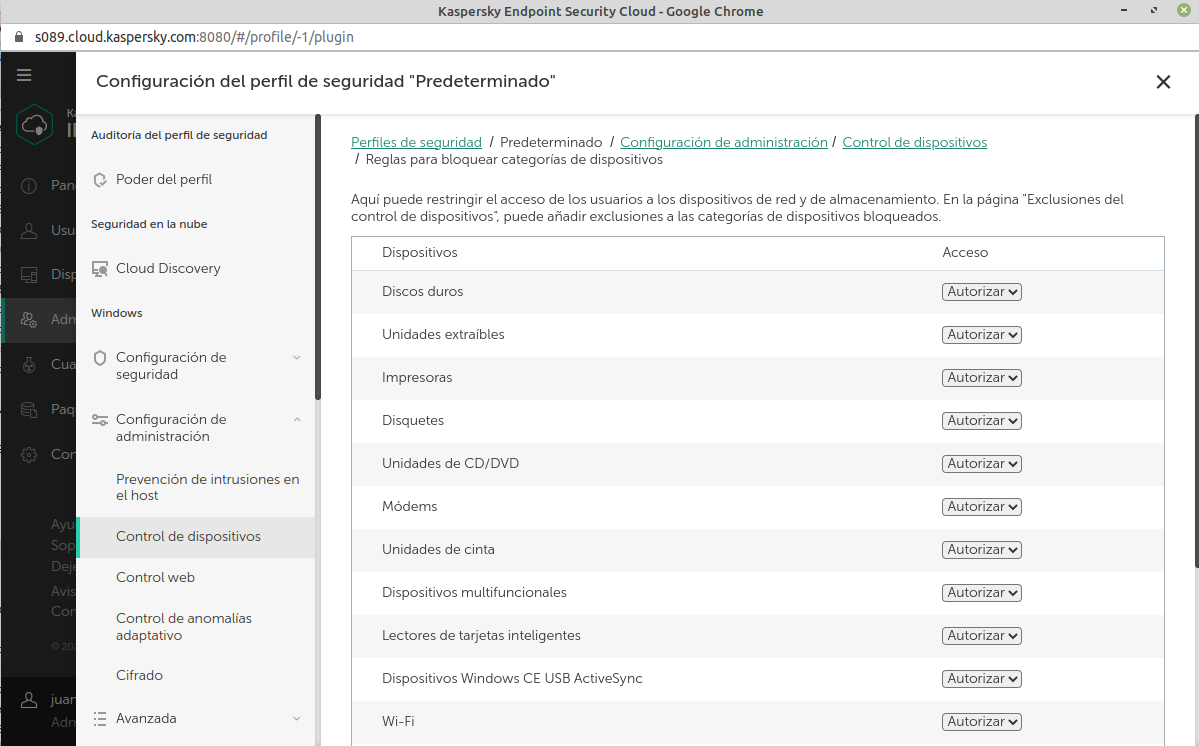 Kaspersky Endpoint Security Cloud - Google Chrome
s089.cloud.kaspersky.com:8080/#/profile/-1/plugin
Configuración del perfil de seguridad "Predeterminado"
Auditoría del perfil de seguridad
Poder del perfil
Seguridad en la nube
Cloud Discovery
Windows
Configuración de
seguridad
Configuración de
administración
Prevención de intrusiones en
el host
Control de dispositivos
Control web
Control de anomalías
adaptativo
Cifrado
Avanzada
Perfiles de seguridad / Predeterminado / Configuración de administración / Control de dispositivos
/ Reglas para bloquear categorías de dispositivos
Aquí puede restringir el acceso de los usuarios a los dispositivos de red y de almacenamiento. En la página "Exclusiones del
control de dispositivos", puede añadir exclusiones a las categorías de dispositivos bloqueados.
Dispositivos Acceso
Discos duros Autorizar
Unidades extraíbles Autorizar
Impresoras Autorizar
Disquetes Autorizar
Unidades de CD/DVD Autorizar
Módems Autorizar
Unidades de cinta Autorizar
Dispositivos multifuncionales Autorizar
Lectores de tarjetas inteligentes Autorizar
Dispositivos Windows CE USB ActiveSync Autorizar
Wi-Fi Autorizar